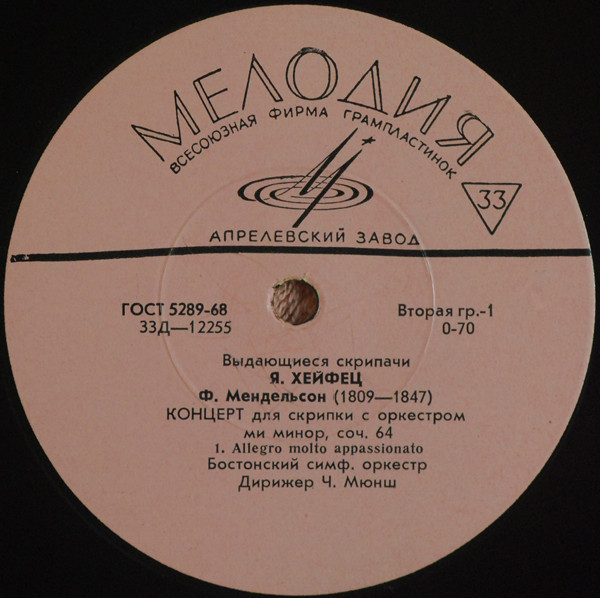 МЕЛОДИЯ
ВСЕСОЮЗНАЯ ФИРМА ГРАМПЛАСТИНОК
33
АПРЕЛЕВСКИЙ ЗАВОД
ГОСТ 5289-68
33Д—12255
Вторая гр.-1
0-70
Выдающиеся скрипачи
Я. ХЕЙФЕЦ
Ф. Мендельсон (1809—1847)
КОНЦЕРТ для скрипки с оркестром
ми минор, соч. 64
1. Allegro molto appassionato
Бостонский симф. оркестр
Дирижер Ч. Мюнш